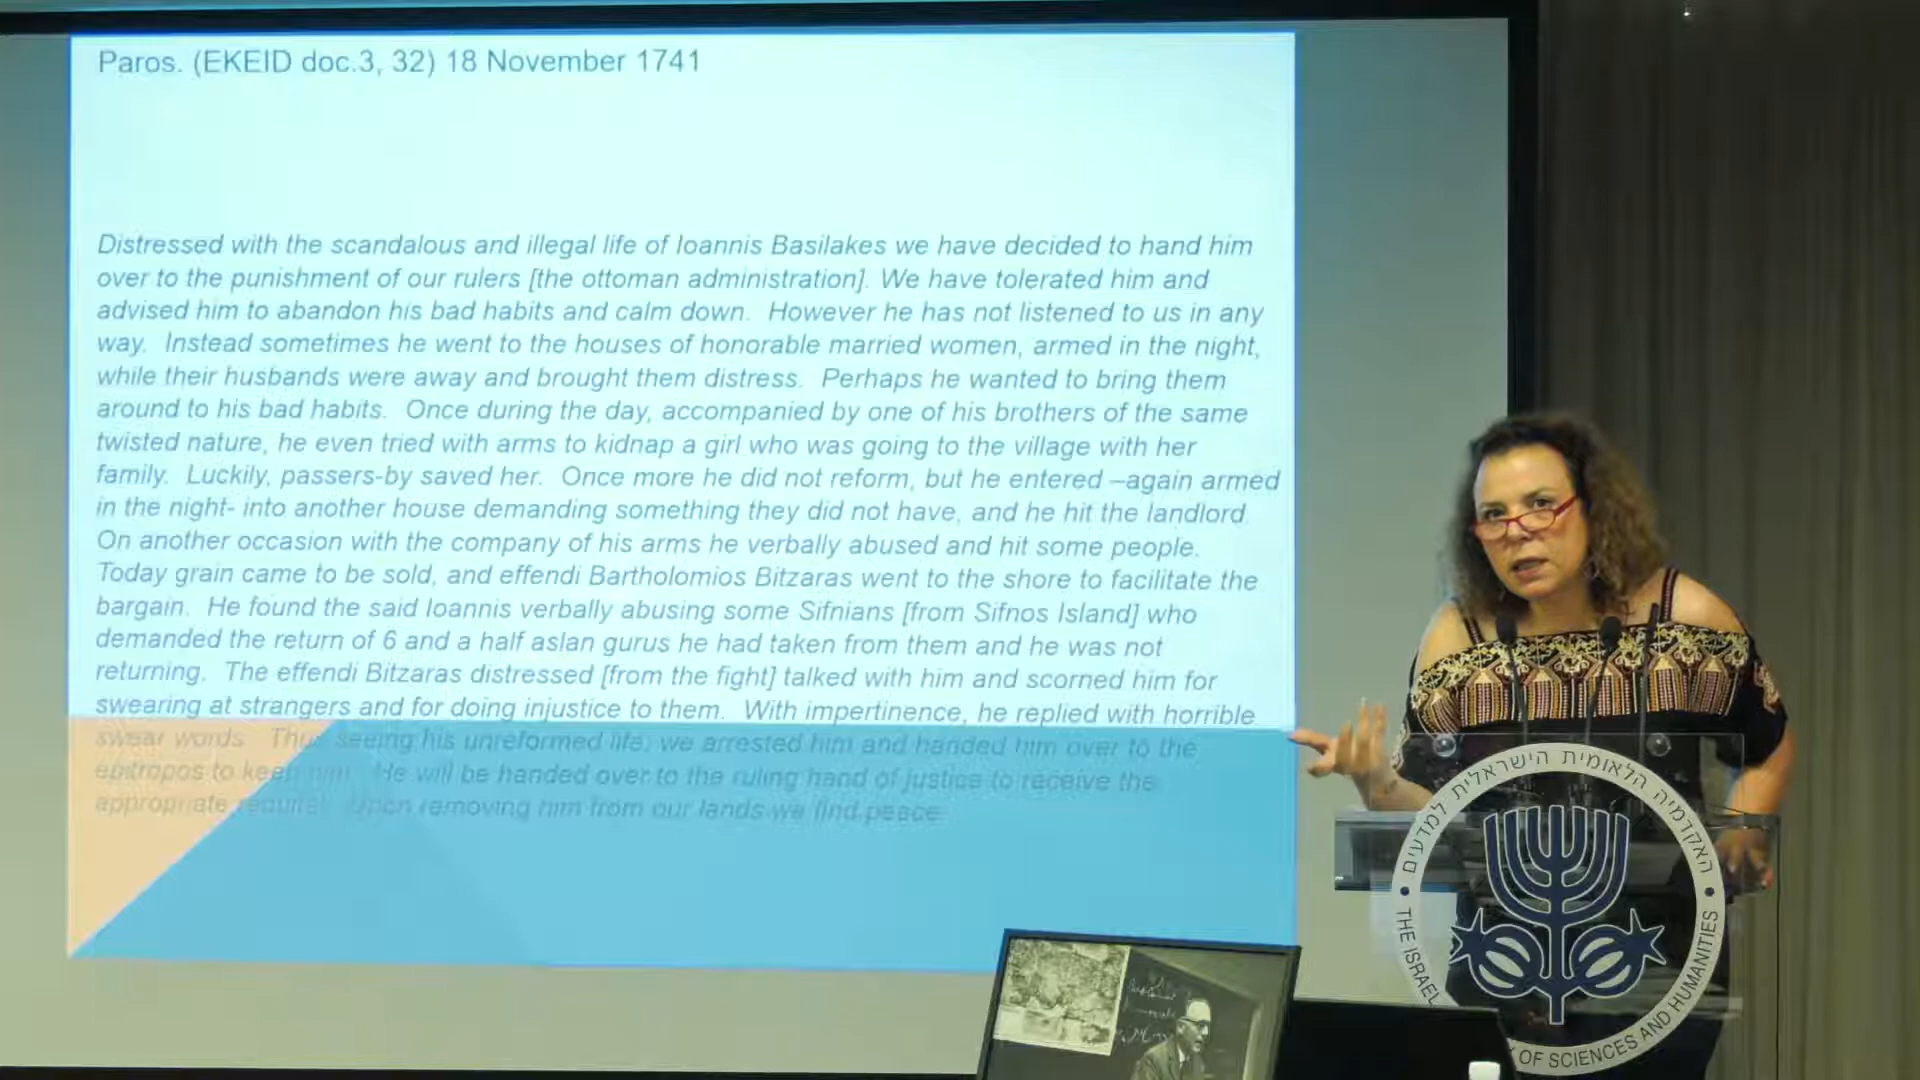 Paros. (EKEID doc.3, 32) 18 November 1741
Distressed with the scandalous and illegal life of Ioannis Basilakes we have decided to hand him
over to the punishment of our rulers [the ottoman administration]. We have tolerated him and
advised him to abandon his bad habits and calm down. However he has not listened to us in any
way. Instead sometimes he went to the houses of honorable married women, armed in the night,
while their husbands were away and brought them distress. Perhaps he wanted to bring them
around to his bad habits. Once during the day, accompanied by one of his brothers of the same
twisted nature, he even tried with arms to kidnap a girl who was going to the village with her
family. Luckily, passers-by saved her. Once more he did not reform, but he entered –again armed
in the night- into another house demanding something they did not have, and he hit the landlord.
On another occasion with the company of his arms he verbally abused and hit some people.
Today grain came to be sold, and effendi Bartholomios Bitzaras went to the shore to facilitate the
bargain. He found the said Ioannis verbally abusing some Sifnians [from Sifnos Island] who
demanded the return of 6 and a half aslan gurus he had taken from them and he was not
returning. The effendi Bitzaras distressed [from the fight] talked with him and scorned him for
swearing at strangers and for doing injustice to them. With impertinence, he replied with horrible
swear words. Thus seeing his unreformed life, we arrested him and handed him over to the
epitropos to keep him. He will be handed over to the ruling hand of justice to receive the
appropriate Upon removing him from our lands we find peace
האקדמיה הלאומית הישראלית למדעים
THE ISRAEL OF SCIENCES AND HUMANITIES